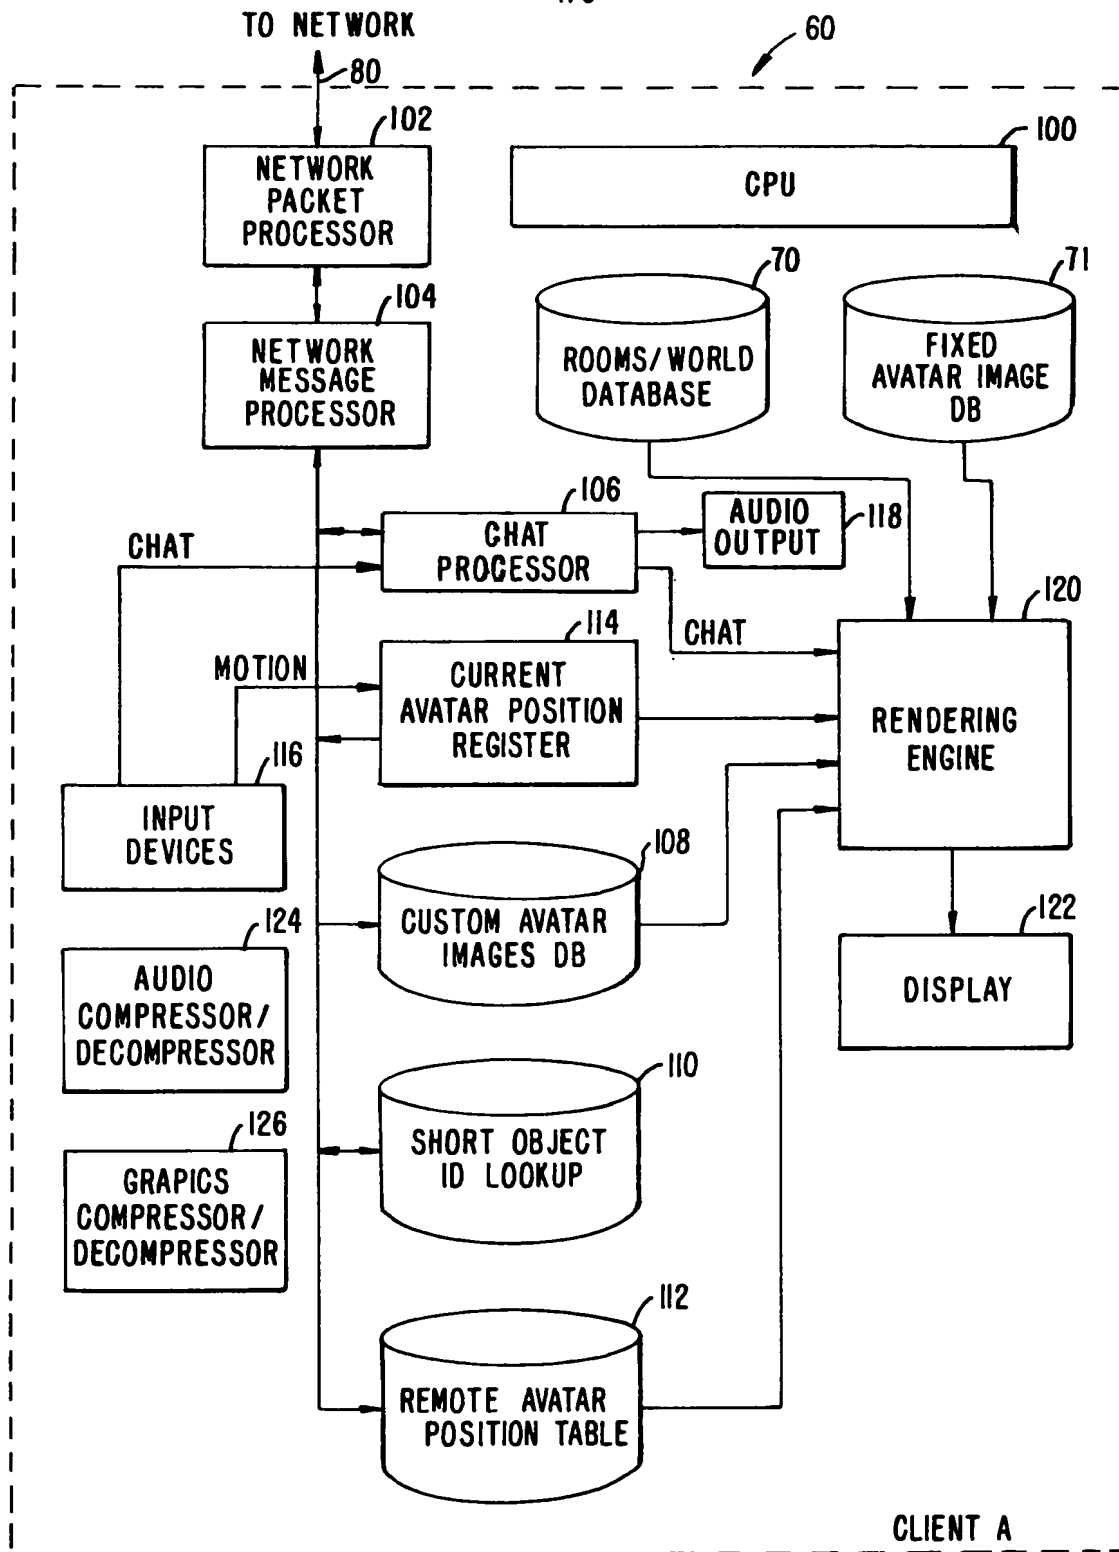 TO NETWORK
60
80
102
NETWORK
PACKET
PROCESSOR
100
CPU
104
NETWORK
MESSAGE
PROCESSOR
70
ROOMS/WORLD
DATABASE
71
FIXED
AVATAR IMAGE
DB
106
CHAT
PROCESSOR
AUDIO
OUTPUT
118
CHAT
114
CURRENT
AVATAR POSITION
REGISTER
CHAT
120
RENDERING
ENGINE
MOTION
116
INPUT
DEVICES
108
CUSTOM AVATAR
IMAGES DB
122
DISPLAY
124
AUDIO
COMPRESSOR/
DECOMPRESSOR
110
SHORT OBJECT
ID LOOKUP
126
GRAPICS
COMPRESSOR/
DECOMPRESSOR
112
REMOTE AVATAR
POSITION TABLE
CLIENT A